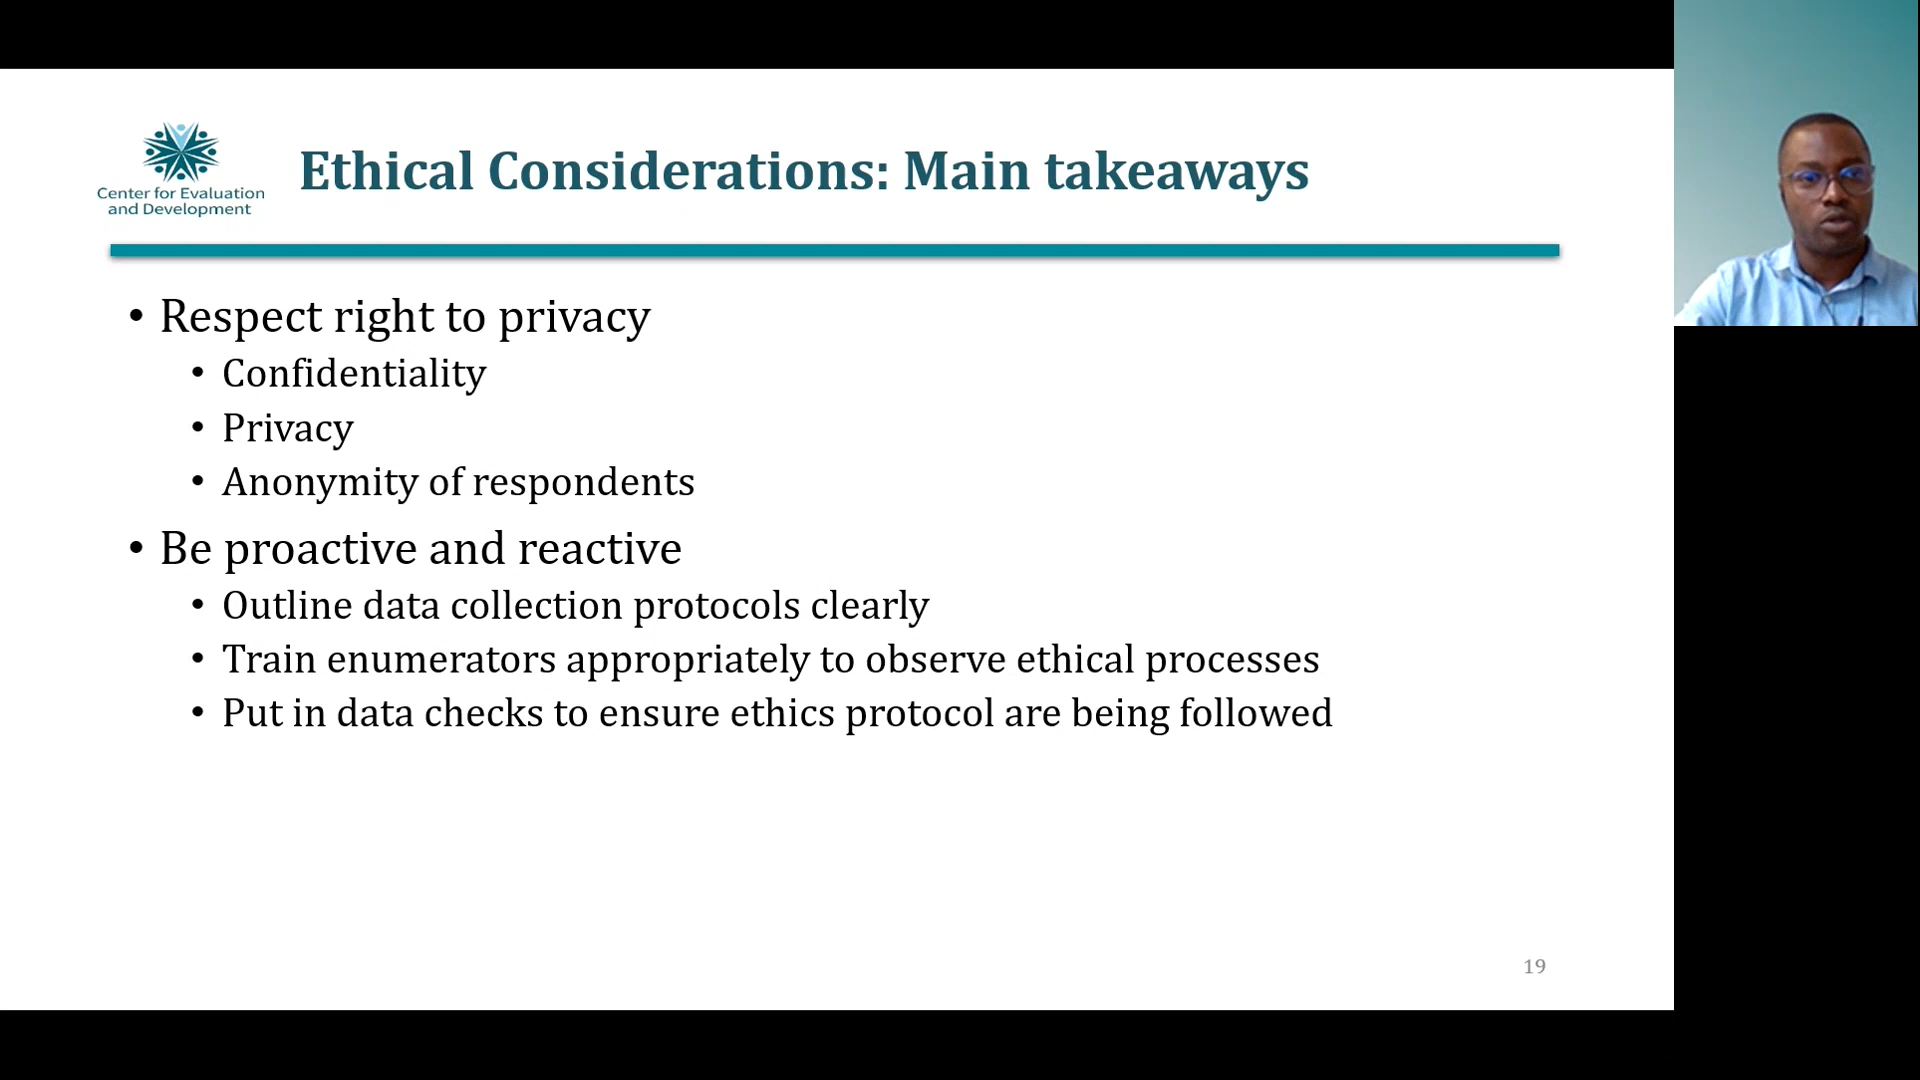 Center for Evaluation
and Development
Ethical Considerations: Main takeaways
• Respect right to privacy
• Confidentiality
• Privacy
• Anonymity of respondents
• Be proactive and reactive
• Outline data collection protocols clearly
• Train enumerators appropriately to observe ethical processes
• Put in data checks to ensure ethics protocol are being followed
19